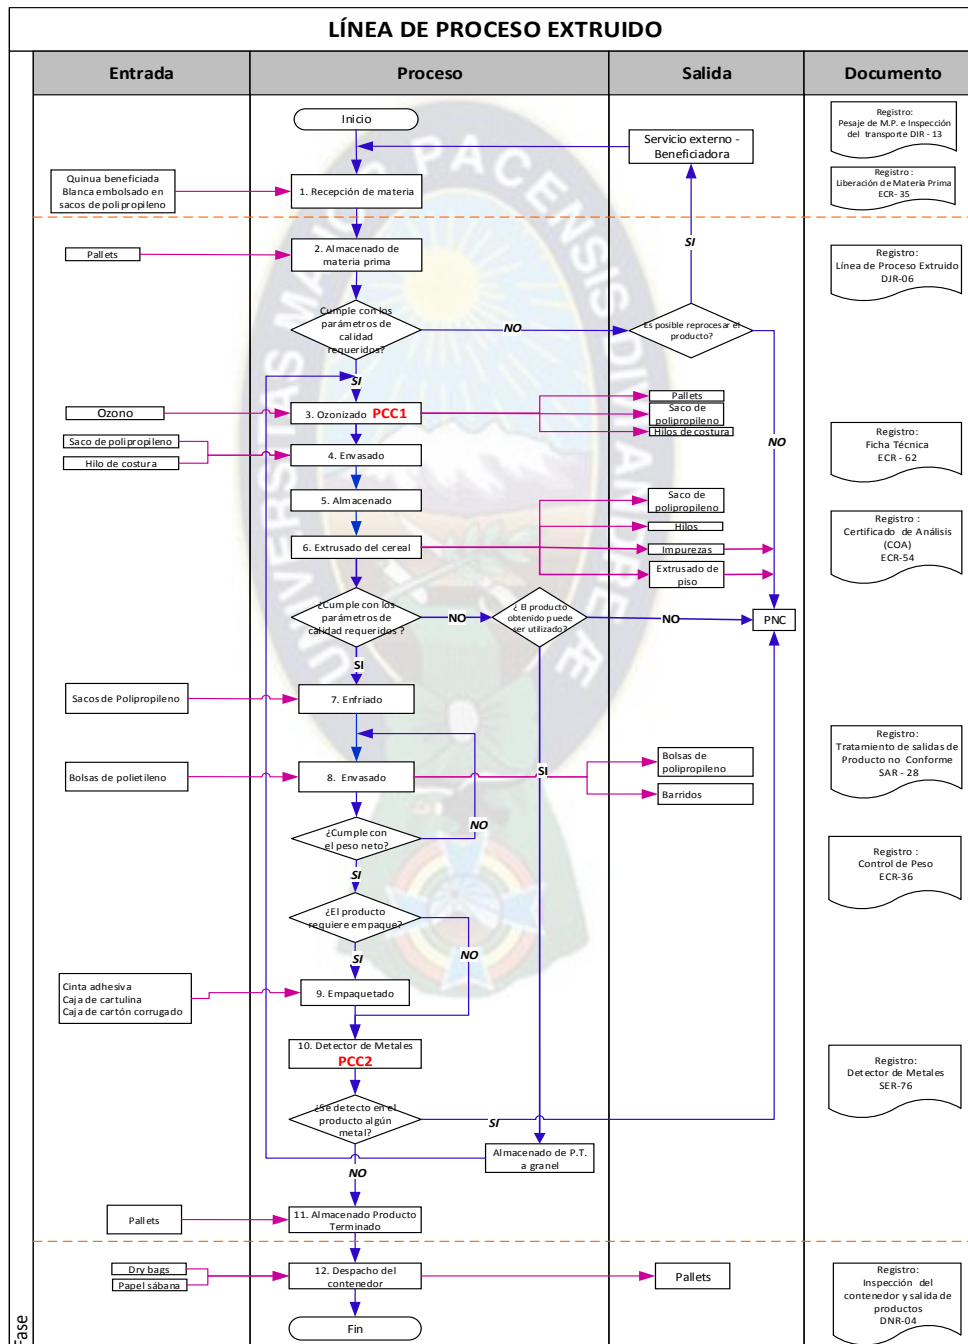 LÍNEA DE PROCESO EXTRUIDO
Entrada
Proceso
Salida
Documento
Inicio
Servicio externo -
Beneficiadora
Registro:
Pesaje de M.P. e Inspección
del transporte DIR - 13
Quinua beneficiada
Blanca embolsado en
sacos de polipropileno
1. Recepción de materia
Registro :
Liberación de Materia Prima
ECR- 35
Pallets
2. Almacenado de
materia prima
SI
Registro:
Línea de Proceso Extruido
DJR-06
Cumple con los
parámetros de
calidad
requeridos?
NO
Es posible reprocesar el
producto?
SI
NO
Ozono
3. Ozonizado PCC1
Pallets
Saco de
polipropileno
Hilos de costura
Saco de polipropileno
Hilo de costura
4. Envasado
Registro:
Ficha Técnica
ECR - 62
5. Almacenado
Saco de
polipropileno
Hilos
6. Extrusado del cereal
Impurezas
Extrusado de
piso
Registro :
Certificado de Análisis
(COA)
ECR-54
¿Cumple con los
parámetros de
calidad requeridos ?
NO
¿ El producto
obtenido puede
ser utilizado?
NO
PNC
SI
Sacos de Polipropileno
7. Enfriado
Bolsas de polietileno
8. Envasado
SI
Bolsas de
polipropileno
Barridos
Registro:
Tratamiento de salidas de
Producto no Conforme
SAR - 28
¿Cumple con
el peso neto?
NO
SI
Registro :
Control de Peso
ECR-36
¿El producto
requiere empaque?
NO
SI
Cinta adhesiva
Caja de cartulina
Caja de cartón corrugado
9. Empaquetado
10. Detector de Metales
PCC2
Registro:
Detector de Metales
SER-76
¿Se detecto en el
producto algún
metal?
SI
NO
Almacenado de P.T.
a granel
Pallets
11. Almacenado Producto
Terminado
Dry bags
Papel sábana
12. Despacho del
contenedor
Pallets
Registro:
Inspección del
contenedor y salida de
productos
DNR-04
Fin
Fase
UNIVERSITAS MAIOR PACENSIS DIVI ANDREÆ